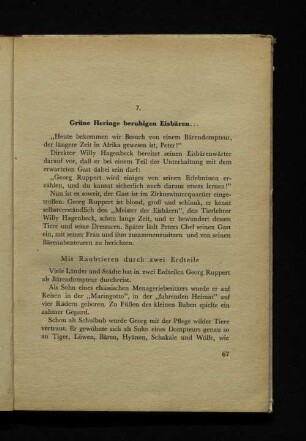 7.
Grüne Heringe beruhigen Eisbären...
„Heute bekommen wir Besuch von einem Bärendompteur,
der längere Zeit in Afrika gewesen ist, Peter!“
Direktor Willy Hagenbeck bereitet seinen Eisbärenwärter
darauf vor, daß er bei einem Teil der Unterhaltung mit dem
erwarteten Gast dabei sein darf:
„Georg Ruppert wird einiges von seinen Erlebnissen er-
zählen, und du kannst sicherlich auch daran etwas lernen!“
Nun ist es soweit, der Gast ist im Zirkuswinterquartier einge-
troffen. Georg Ruppert ist blond, groß und schlank, er kennt
selbstverständlich den „Meister der Eisbären“, den Tierlehrer
Willy Hagenbeck, schon lange Zeit, und er bewundert dessen
Tiere und seine Dressuren. Später lädt Peters Chef seinen Gast
ein, mit seiner Frau und ihm zusammenzusitzen und von seinen
Bärenabenteuern zu berichten.
Mit Raubtieren durch zwei Erdteile
Viele Länder und Städte hat in zwei Erdteilen Georg Ruppert
als Bärendompteur durchreist.
Als Sohn eines elsässischen Menageriebesitzers wurde er auf
Reisen in der „Maringotto“, in der „fahrenden Heimat“ auf
vier Rädern geboren. Zu Füßen des kleinen Buben spielte ein
zahmer Gepard.
Schon als Schulbub wurde Georg mit der Pflege wilder Tiere
vertraut. Er gewöhnte sich als Sohn eines Dompteurs genau so
an Tiger, Löwen, Bären, Hyänen, Schakale und Wölfe, wie
67